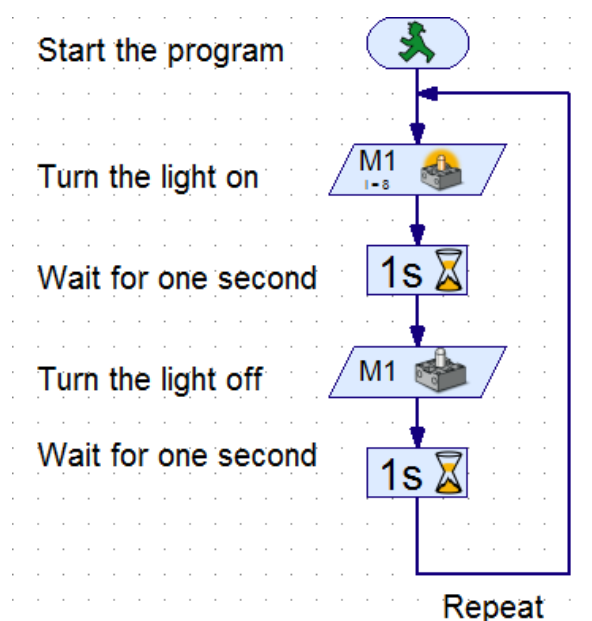 Start the program
Turn the light on
M1
I = 8
Wait for one second
1s
Turn the light off
M1
Wait for one second
1s
Repeat